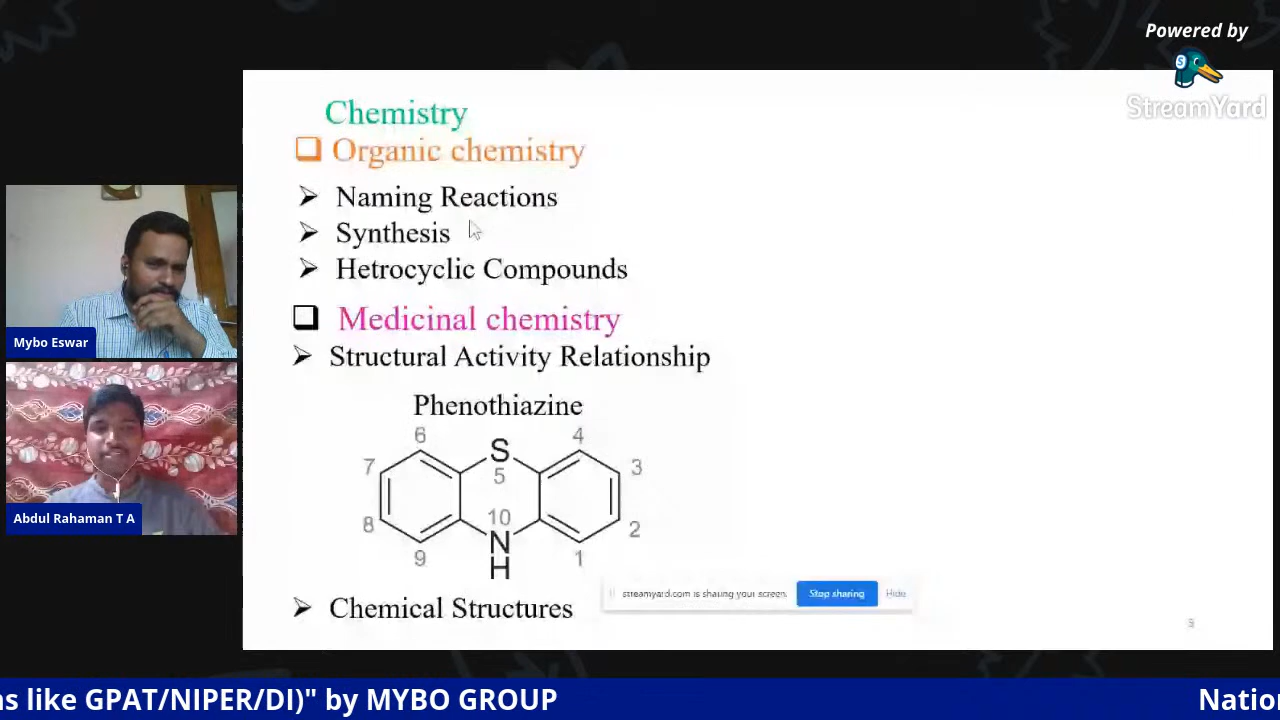 Powered by
StreamYard
Chemistry
Organic chemistry
Naming Reactions
Synthesis
Hetrocyclic Compounds
Medicinal chemistry
Structural Activity Relationship
Phenothiazine
6
4
7
S
3
5
8
10
2
N
9
1
H
streamyard.com is sharing your screen.
Stop sharing
Hide
Chemical Structures
Mybo Eswar
Abdul Rahaman T A
as like GPAT/NIPER/DI)" by MYBO GROUP
Nation